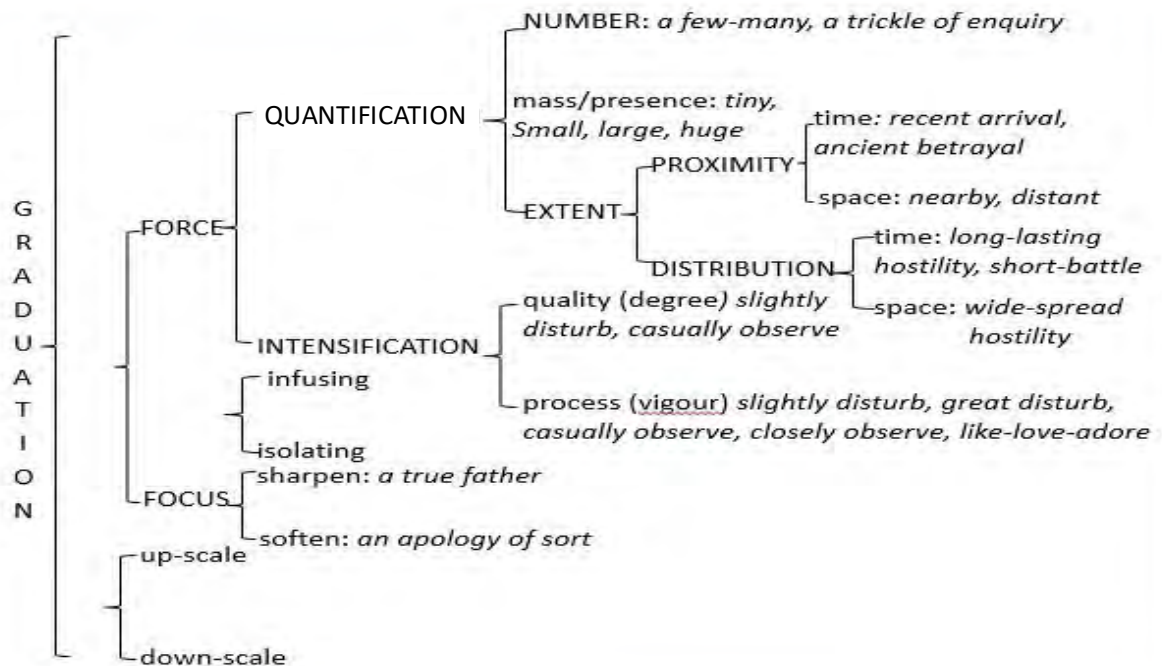 NUMBER: a few-many, a trickle of enquiry
QUANTIFICATION
mass/presence: tiny,
Small, large, huge
time: recent arrival,
ancient betrayal
PROXIMITY
space: nearby, distant
GRADUATION
FORCE
EXTENT
time: long-lasting
hostility, short-battle
DISTRIBUTION
space: wide-spread
hostility
quality (degree) slightly
disturb, casually observe
INTENSIFICATION
infusing
process (vigour) slightly disturb, great disturb,
casually observe, closely observe, like-love-adore
isolating
sharpen: a true father
FOCUS
soften: an apology of sort
up-scale
down-scale